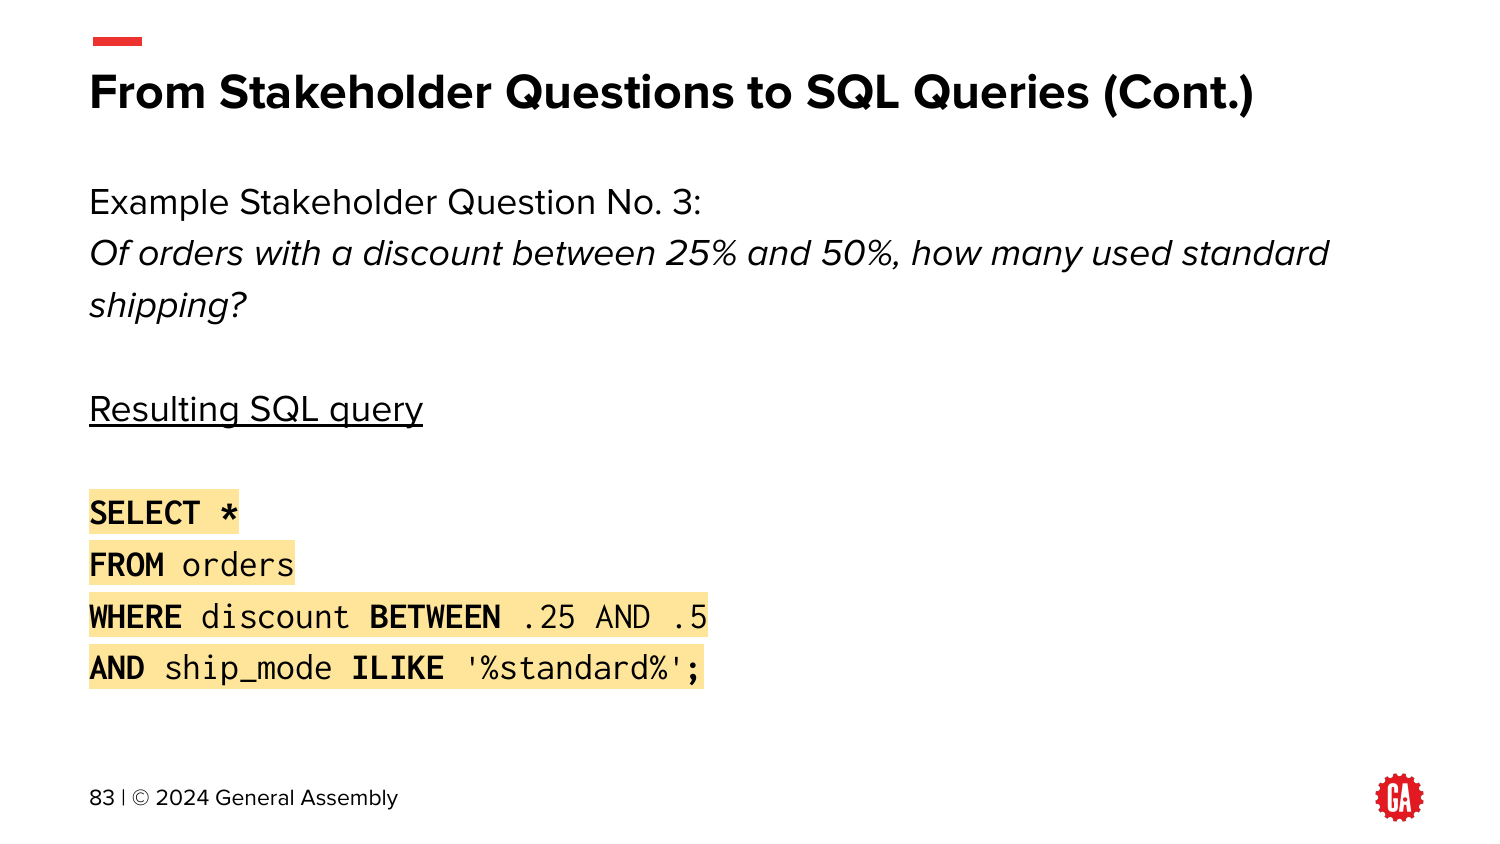 From Stakeholder Questions to SQL Queries (Cont.)
Example Stakeholder Question No. 3:
Of orders with a discount between 25% and 50%, how many used standard
shipping?
Resulting SQL query
SELECT *
FROM orders
WHERE discount BETWEEN .25 AND .5
AND ship_mode ILIKE '%standard%';
83 | © 2024 General Assembly
GA